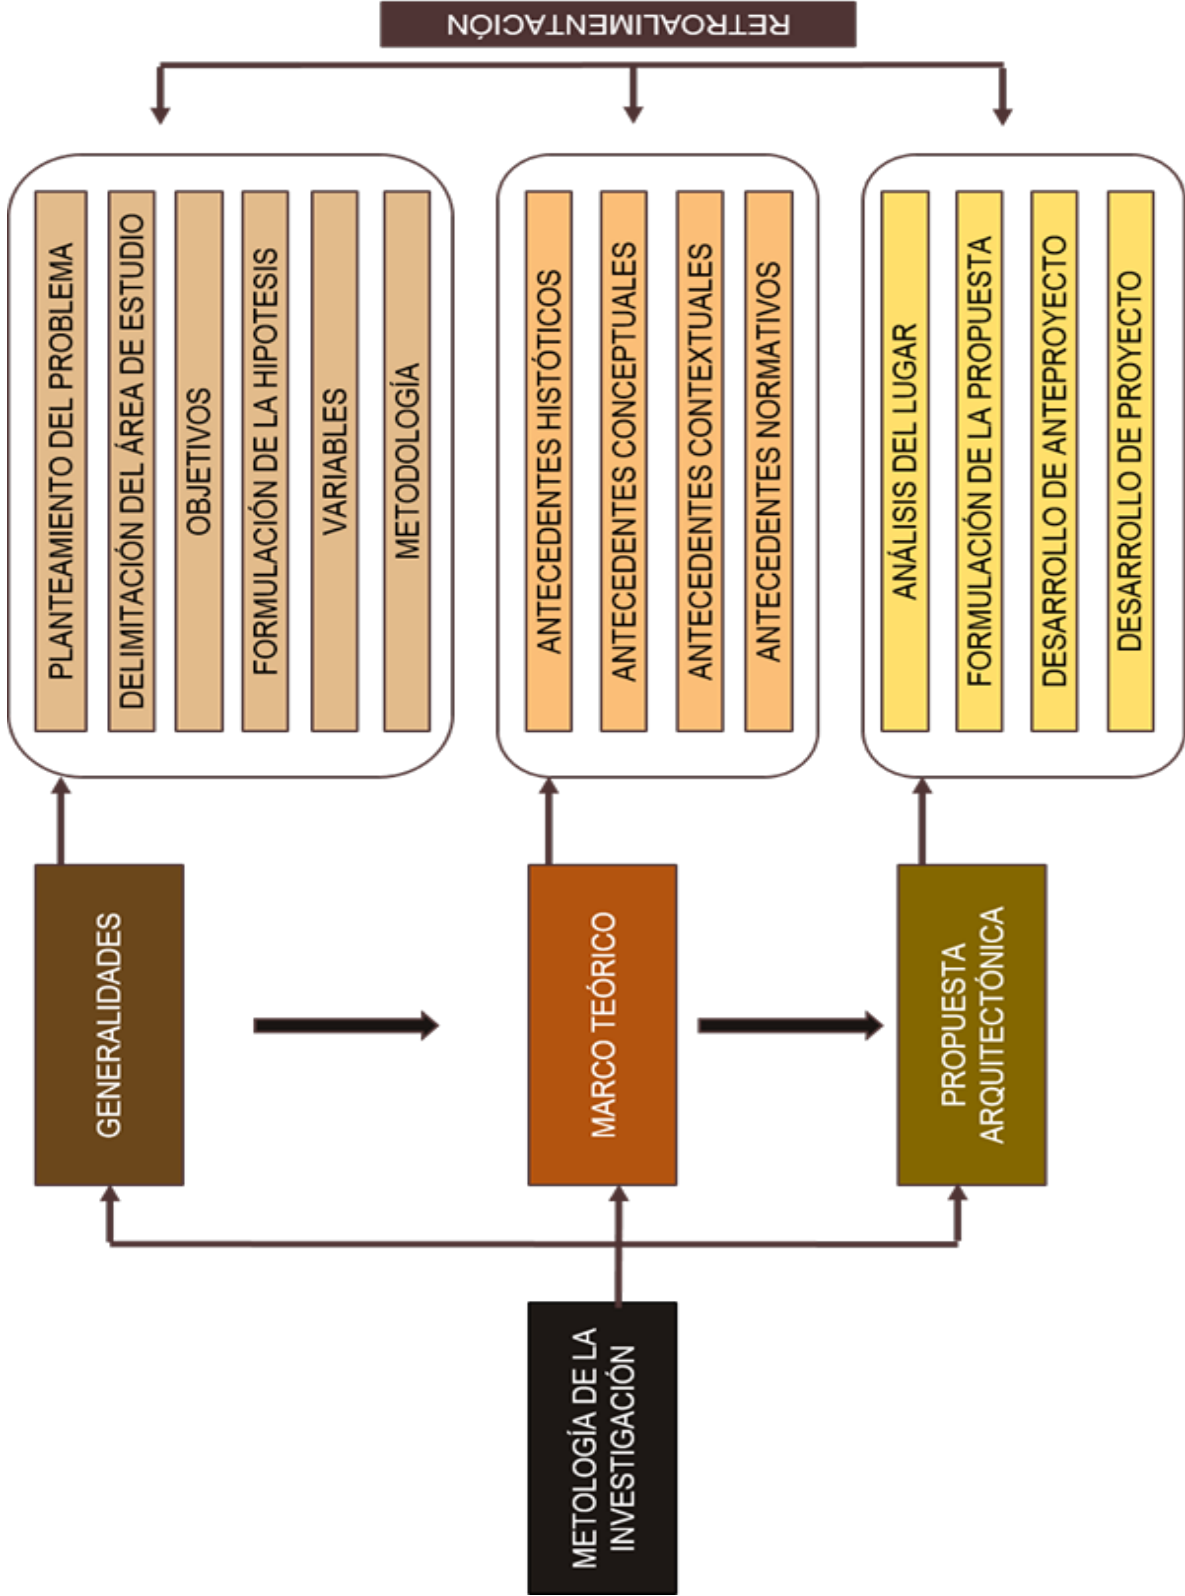 METOLOGÍA DE LA
INVESTIGACIÓN
GENERALIDADES
PLANTEAMIENTO DEL PROBLEMA
DELIMITACIÓN DEL ÁREA DE ESTUDIO
OBJETIVOS
FORMULACIÓN DE LA HIPOTESIS
VARIABLES
METODOLOGÍA
MARCO TEÓRICO
ANTECEDENTES HISTÓTICOS
ANTECEDENTES CONCEPTUALES
ANTECEDENTES CONTEXTUALES
ANTECEDENTES NORMATIVOS
PROPUESTA
ARQUITECTÓNICA
ANÁLISIS DEL LUGAR
FORMULACIÓN DE LA PROPUESTA
DESARROLLO DE ANTEPROYECTO
DESARROLLO DE PROYECTO
RETROALIMENTACIÓN